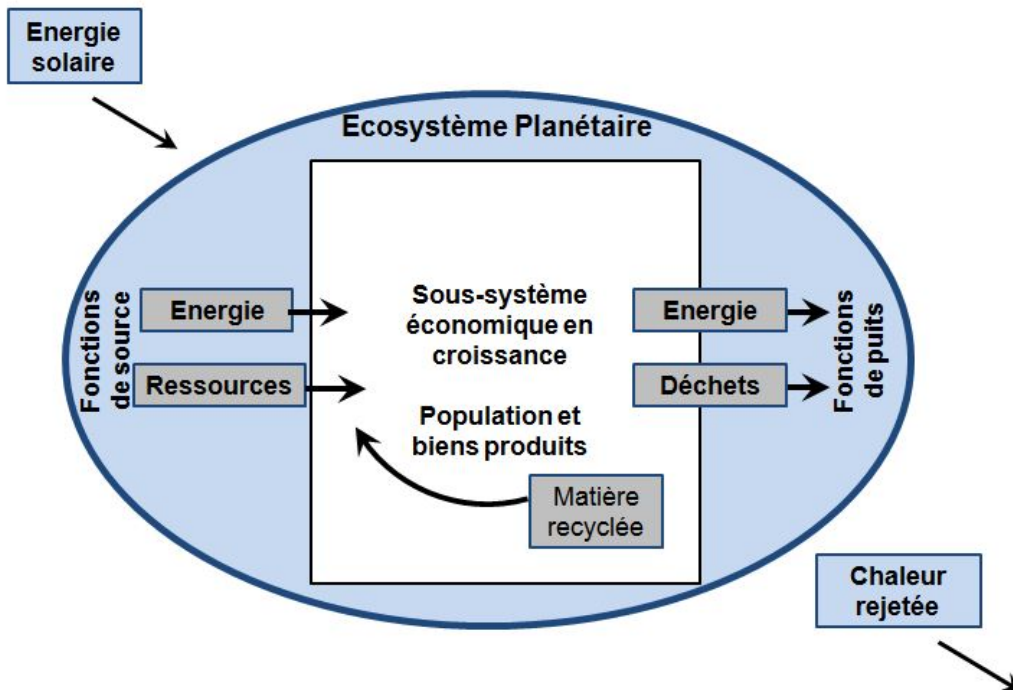 Energie
solaire
Ecosystème Planétaire
Fonctions
de source
Energie
Ressources
Sous-système
économique en
croissance
Population et
biens produits
Matière
recyclée
Energie
Déchets
Fonctions
de puits
Chaleur
rejetée